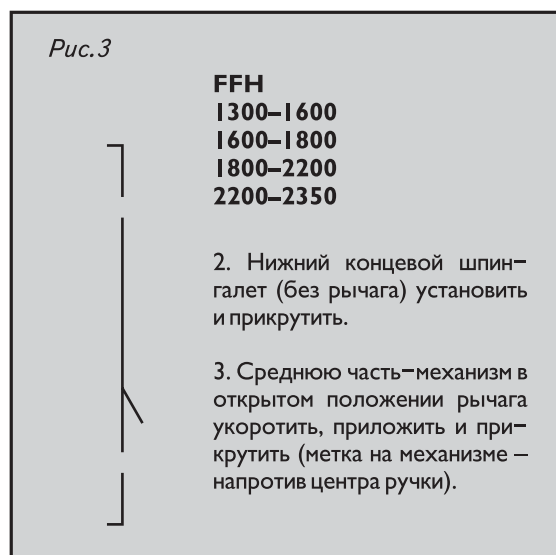 Рис.3
FFH
1300–1600
1600–1800
1800–2200
2200–2350
2. Нижний концевой шпин-
галет (без рычага) установить
и прикрутить.
3. Среднюю часть-механизм в
открытом положении рычага
укоротить, приложить и при-
крутить (метка на механизме –
напротив центра ручки).